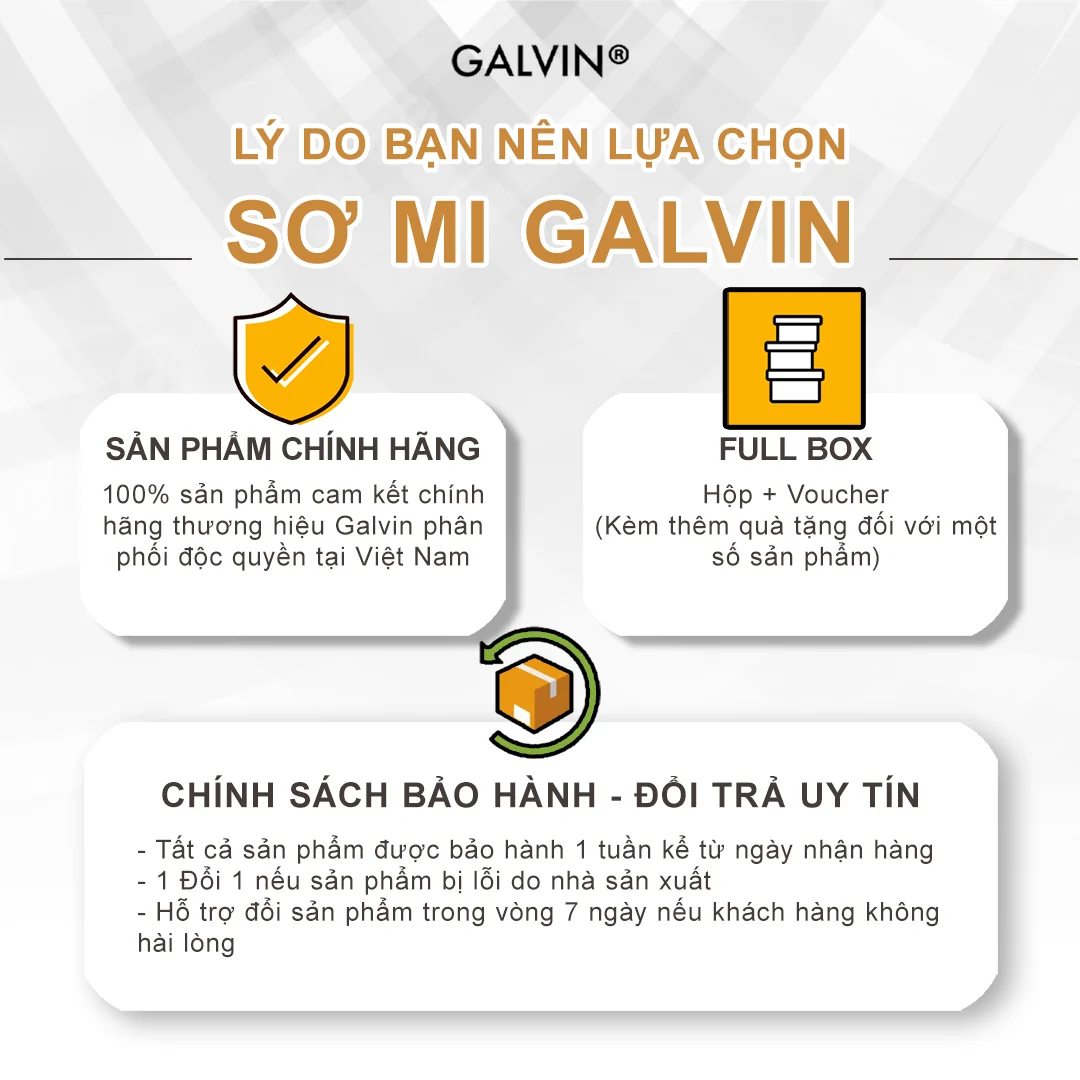 GALVIN®
LÝ DO BẠN NÊN LỰA CHỌN
SƠ MI GALVIN
SẢN PHẨM CHÍNH HÃNG
100% sản phẩm cam kết chính
hãng thương hiệu Galvin phân
phối độc quyền tại Việt Nam
FULL BOX
Hộp + Voucher
(Kèm thêm quà tặng đối với một
số sản phẩm)
CHÍNH SÁCH BẢO HÀNH - ĐỔI TRẢ UY TÍN
- Tất cả sản phẩm được bảo hành 1 tuần kể từ ngày nhận hàng
- 1 Đổi 1 nếu sản phẩm bị lỗi do nhà sản xuất
- Hỗ trợ đổi sản phẩm trong vòng 7 ngày nếu khách hàng không
hài lòng